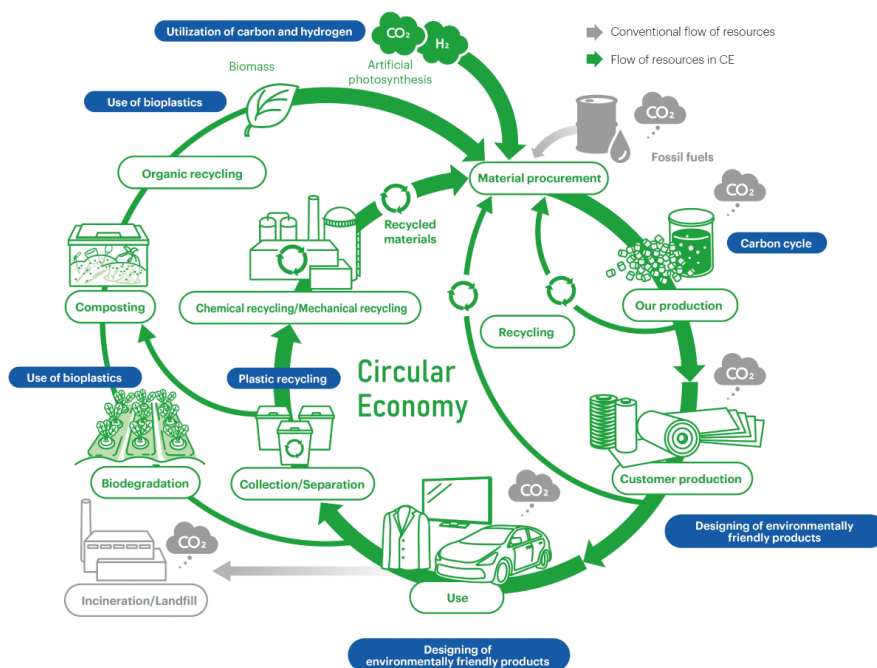 Utilization of carbon and hydrogen
CO₂
H₂
Conventional flow of resources
Flow of resources in CE
Biomass
Artificial
photosynthesis
Use of bioplastics
CO₂
Fossil fuels
Organic recycling
Material procurement
CO₂
Recycled
materials
Carbon cycle
Composting
Chemical recycling/Mechanical recycling
Our production
Recycling
Use of bioplastics
Plastic recycling
Circular
Economy
CO₂
Biodegradation
Collection/Separation
Customer production
CO₂
Designing of environmentally
friendly products
CO₂
Incineration/Landfill
Use
Designing of
environmentally friendly products